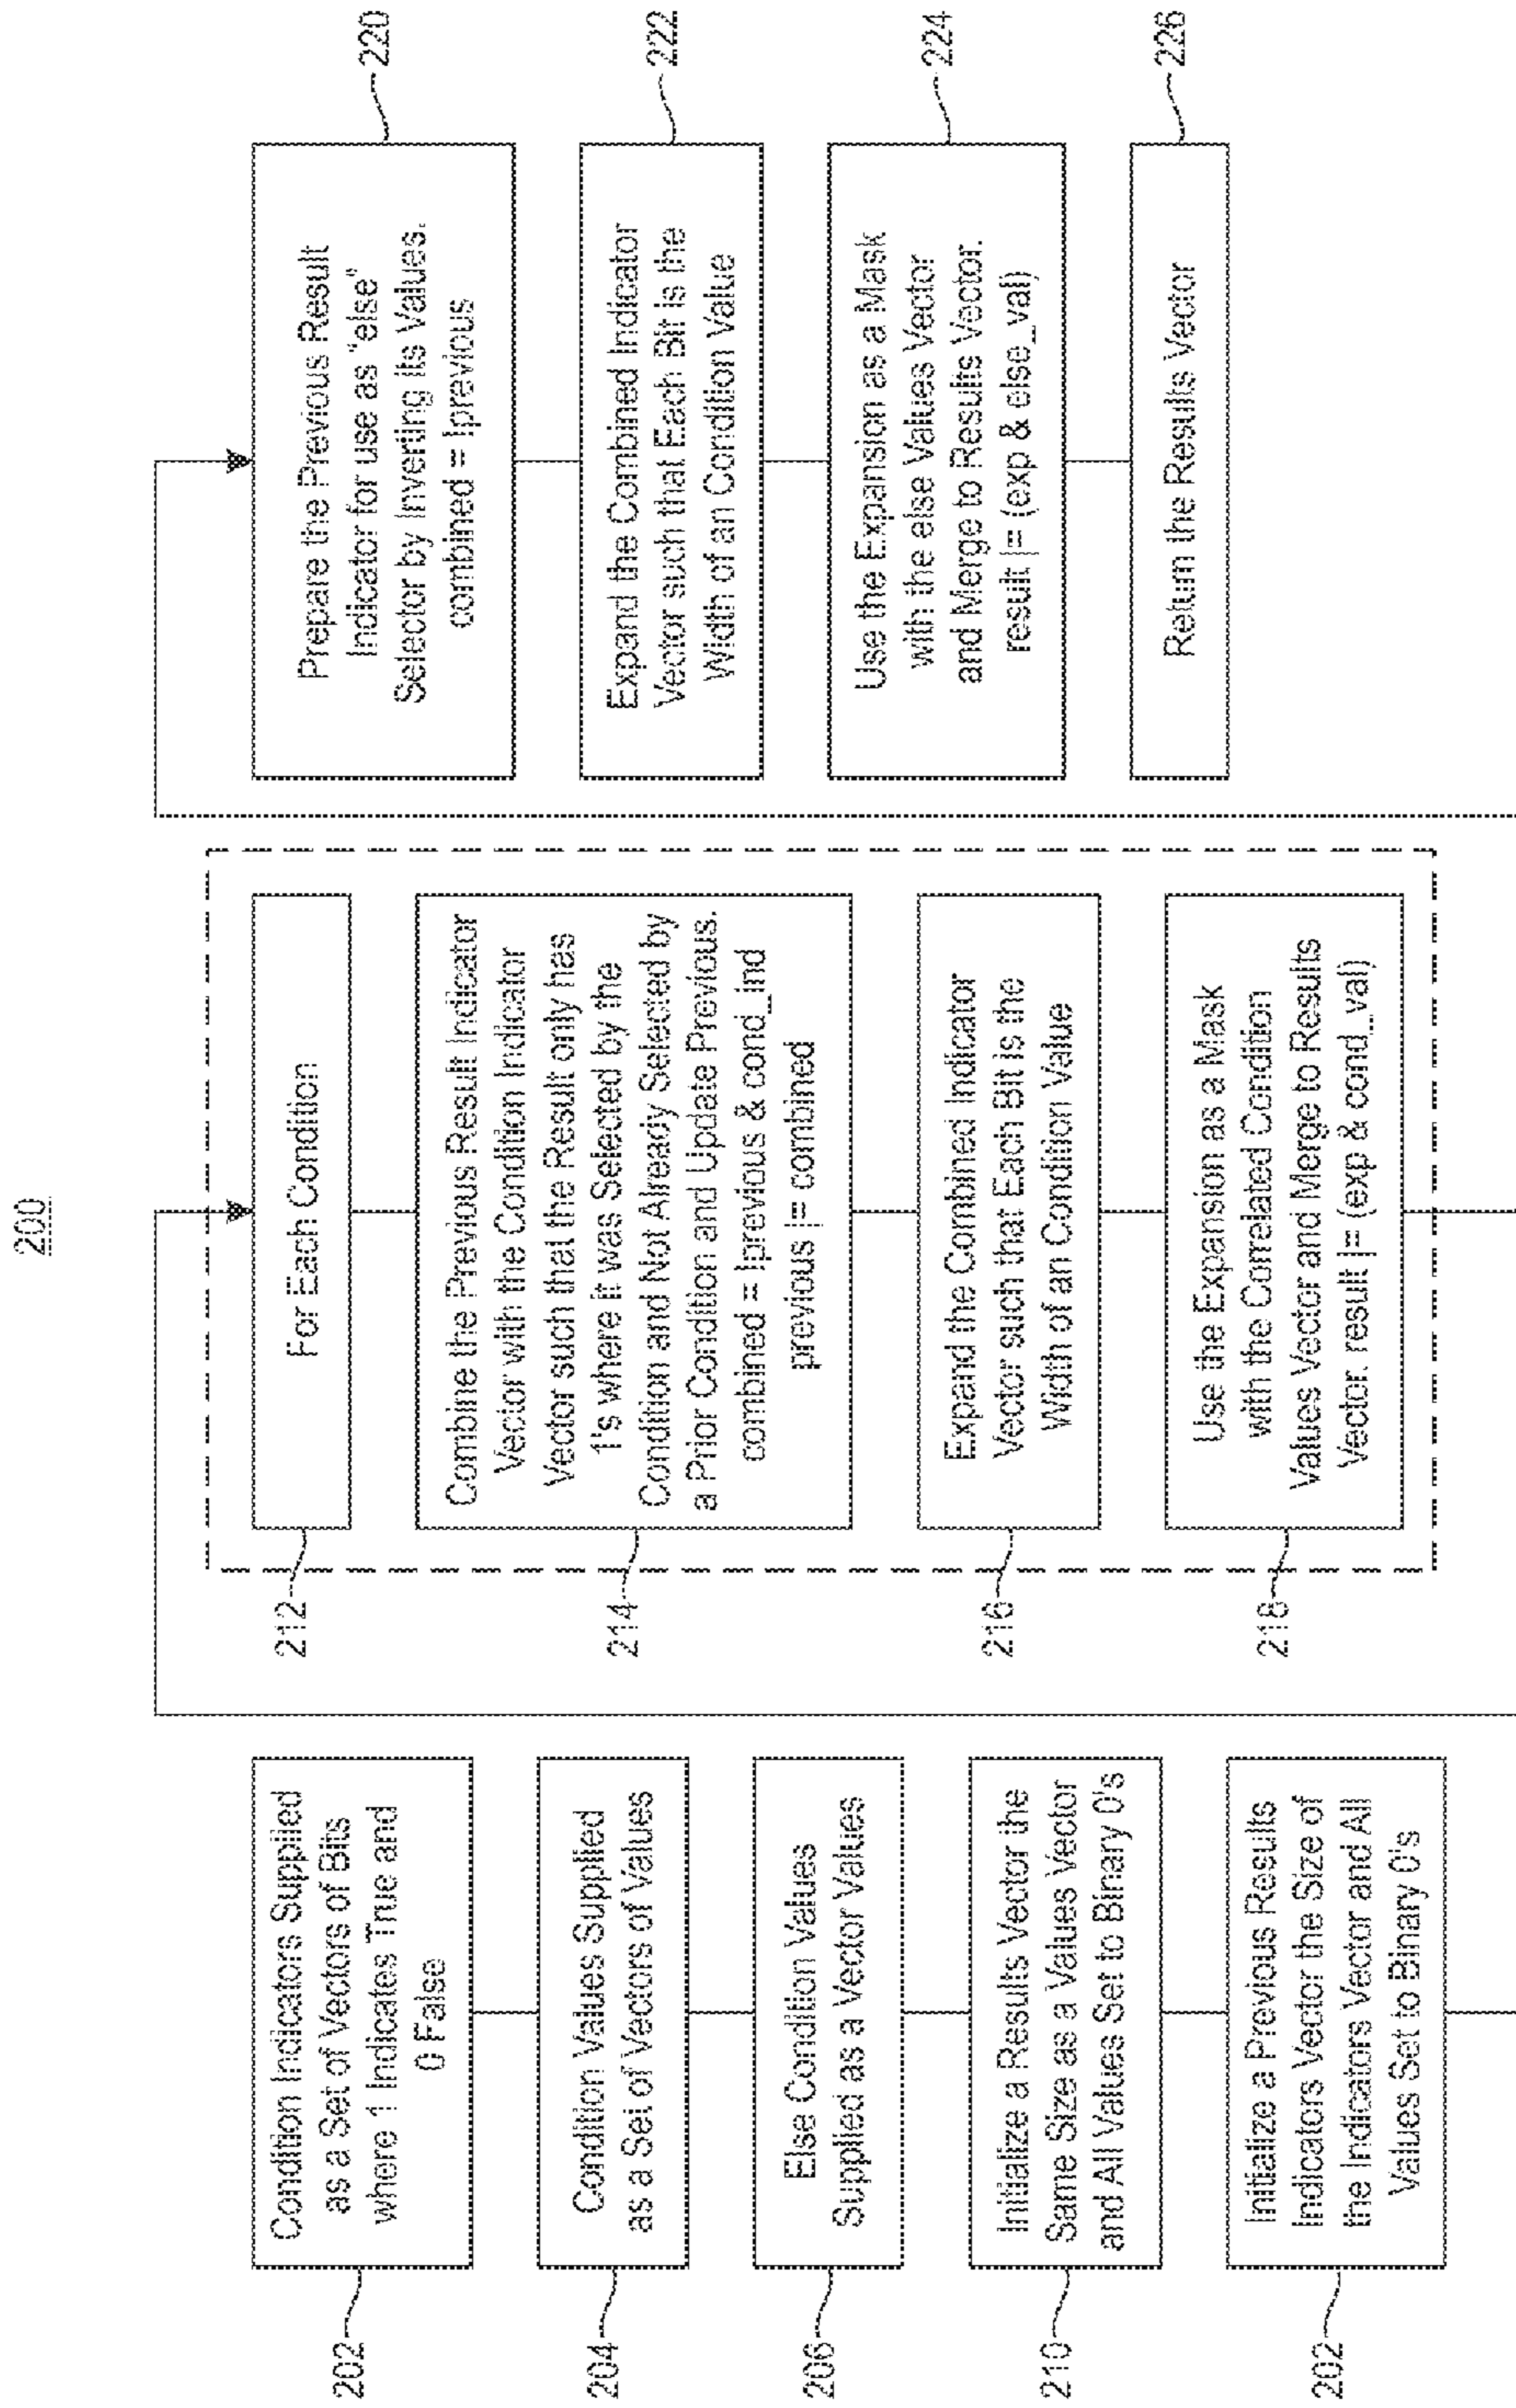 200
Condition Indicators Supplied
as a Set of Vectors of Bits
where 1 Indicates True and
0 False
202
Condition Values Supplied
as a Set of Vectors of Values
204
Else Condition Values
Supplied as a Vector Values
206
Initialize a Results Vector the
Same Size as a Values Vector
and All Values Set to Binary 0's
210
Initialize a Previous Results
Indicators Vector the Size of
the Indicators Vector and All
Values Set to Binary 0's
202
For Each Condition
212
Combine the Previous Result Indicator
Vector with the Condition Indicator
Vector such that the Result only has
1's where it was Selected by the
Condition and Not Already Selected by
a Prior Condition and Update Previous.
combined = !previous & cond_ind
previous |= combined
214
Expand the Combined Indicator
Vector such that Each Bit is the
Width of an Condition Value
216
Use the Expansion as a Mask
with the Correlated Condition
Values Vector and Merge to Results
Vector. result |= (exp & cond_val)
218
Prepare the Previous Result
Indicator for use as "else"
Selector by Inverting its Values.
combined = !previous
220
Expand the Combined Indicator
Vector such that Each Bit is the
Width of an Condition Value
222
Use the Expansion as a Mask
with the else Values Vector
and Merge to Results Vector.
result |= (exp & else_val)
224
Return the Results Vector
226